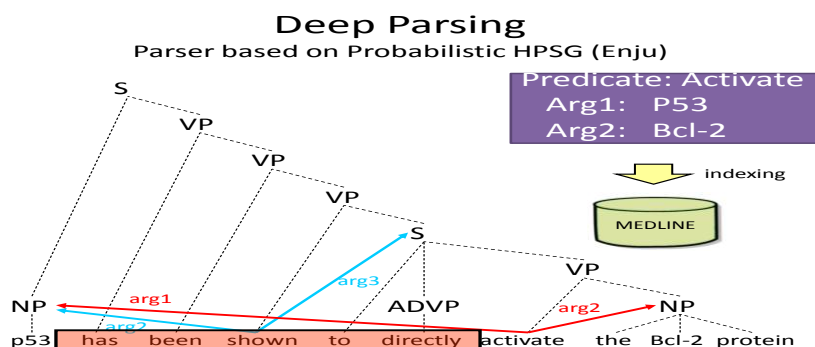 Deep Parsing
Parser based on Probabilistic HPSG (Enju)
Predicate: Activate
Arg1: P53
Arg2: Bcl-2
indexing
MEDLINE
S
VP
VP
VP
S
VP
arg3
NP
arg1
ADVP
arg2
NP
arg2
p53 has been shown to directly activate the Bcl-2 protein